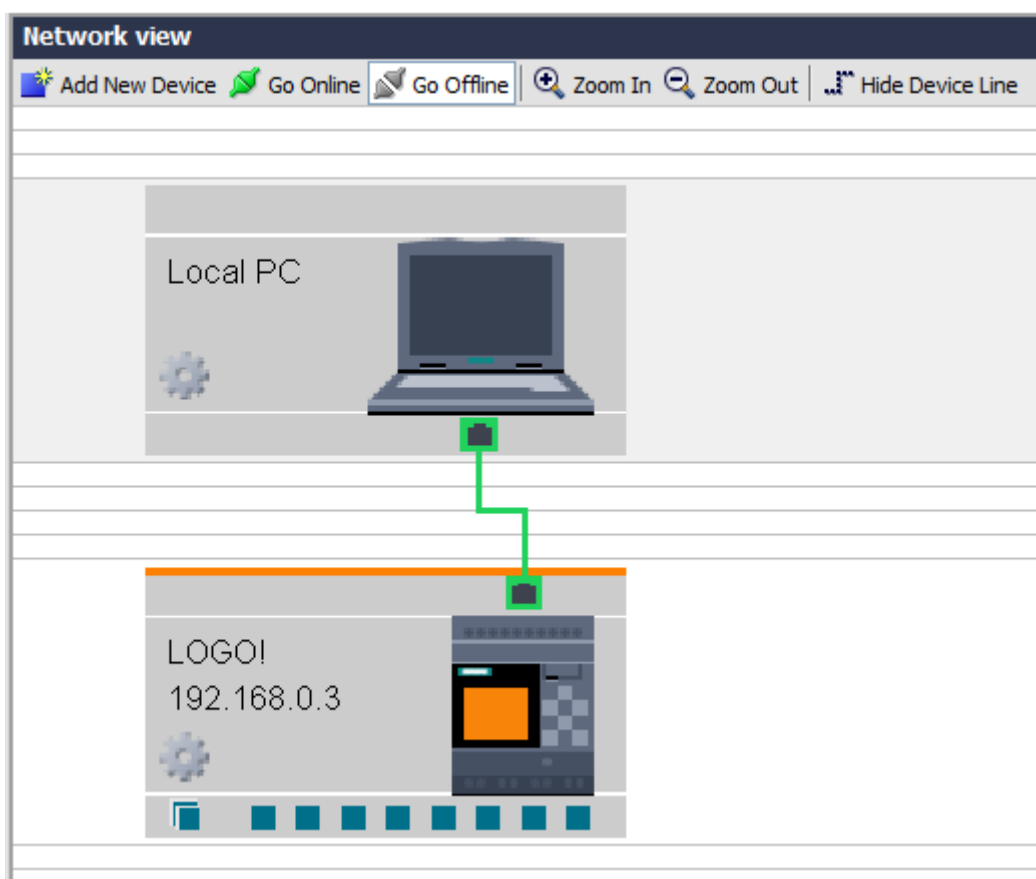 Network view
Add New Device Go Online Go Offline Zoom In Zoom Out Hide Device Line
Local PC
LOGO!
192.168.0.3